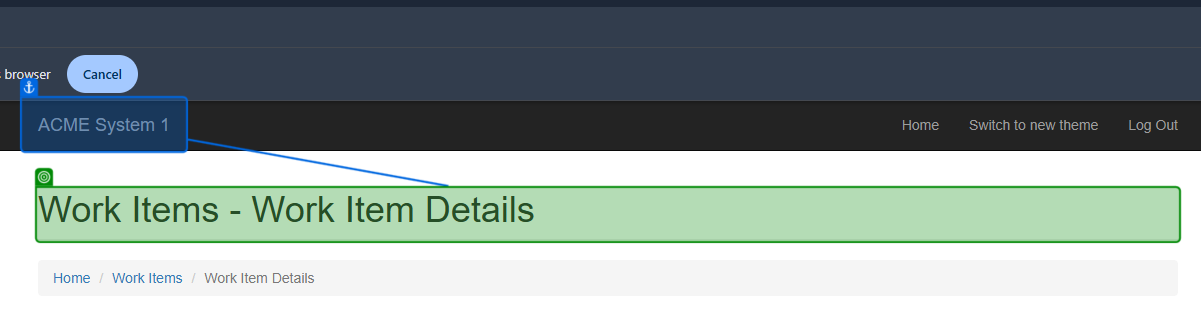 browser
Cancel
ACME System 1
Home
Switch to new theme
Log Out
Work Items - Work Item Details
Home / Work Items / Work Item Details